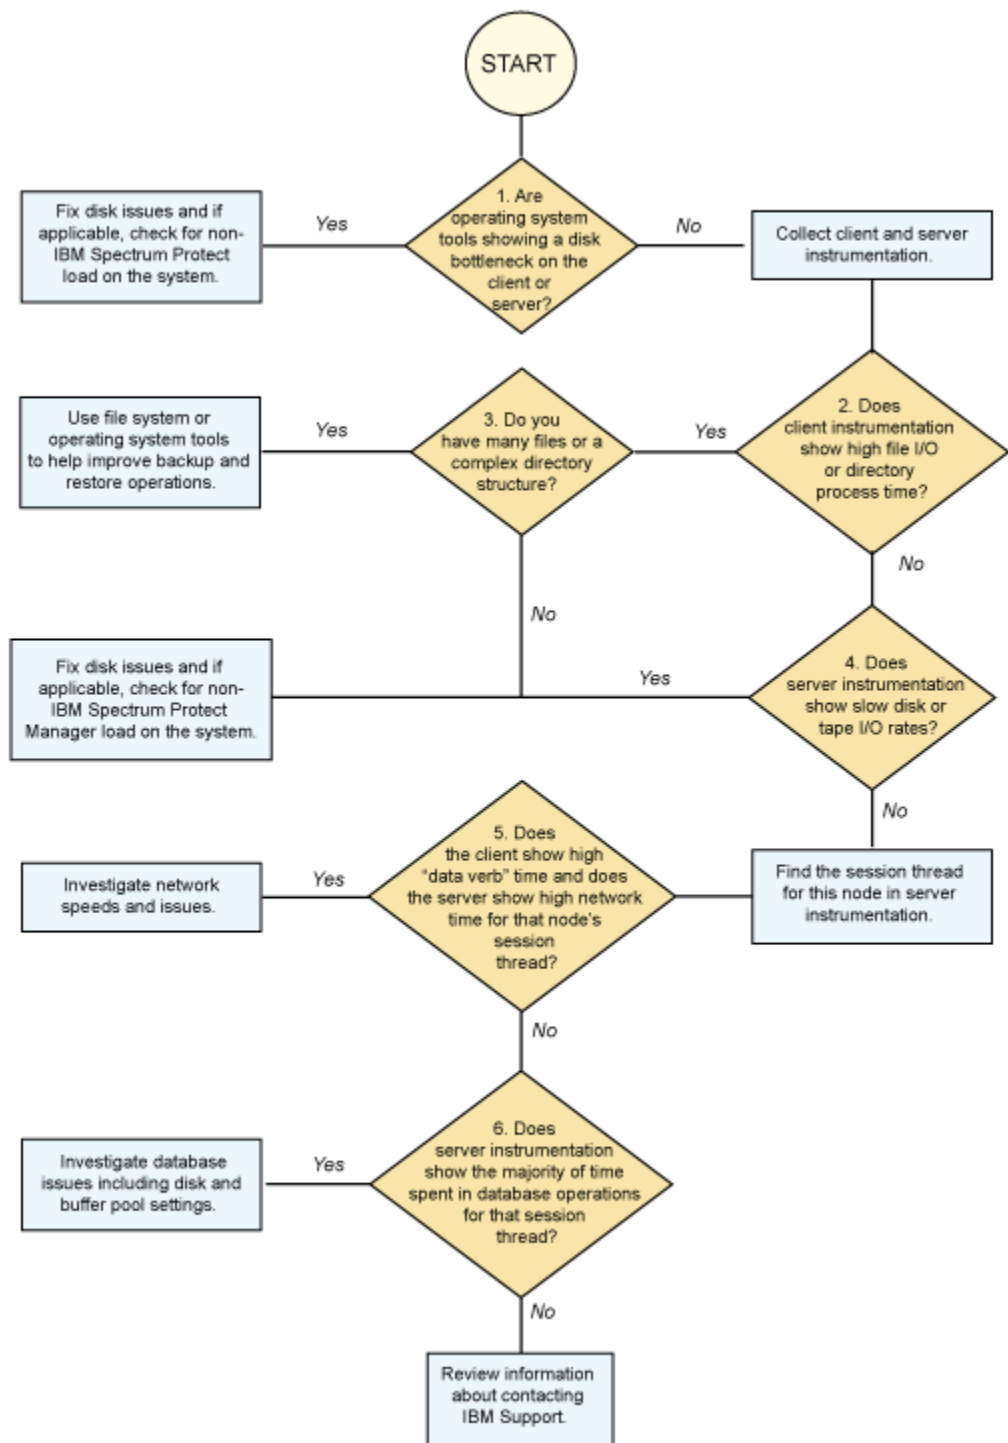 START
1. Are
operating system
tools showing a disk
bottleneck on the
client or
server?
Yes
Fix disk issues and if
applicable, check for non-
IBM Spectrum Protect
load on the system.
No
Collect client and server
instrumentation.
2. Does
client instrumentation
show high file I/O
or directory
process time?
Yes
3. Do you
have many files or a
complex directory
structure?
Yes
Use file system or
operating system tools
to help improve backup and
restore operations.
No
No
4. Does
server instrumentation
show slow disk or
tape I/O rates?
Yes
Fix disk issues and if
applicable, check for non-
IBM Spectrum Protect
Manager load on the system.
No
Find the session thread
for this node in server
instrumentation.
5. Does
the client show high
“data verb” time and does
the server show high network
time for that node's
session
thread?
Yes
Investigate network
speeds and issues.
No
6. Does
server instrumentation
show the majority of time
spent in database operations
for that session
thread?
Yes
Investigate database
issues including disk and
buffer pool settings.
No
Review information
about contacting
IBM Support.